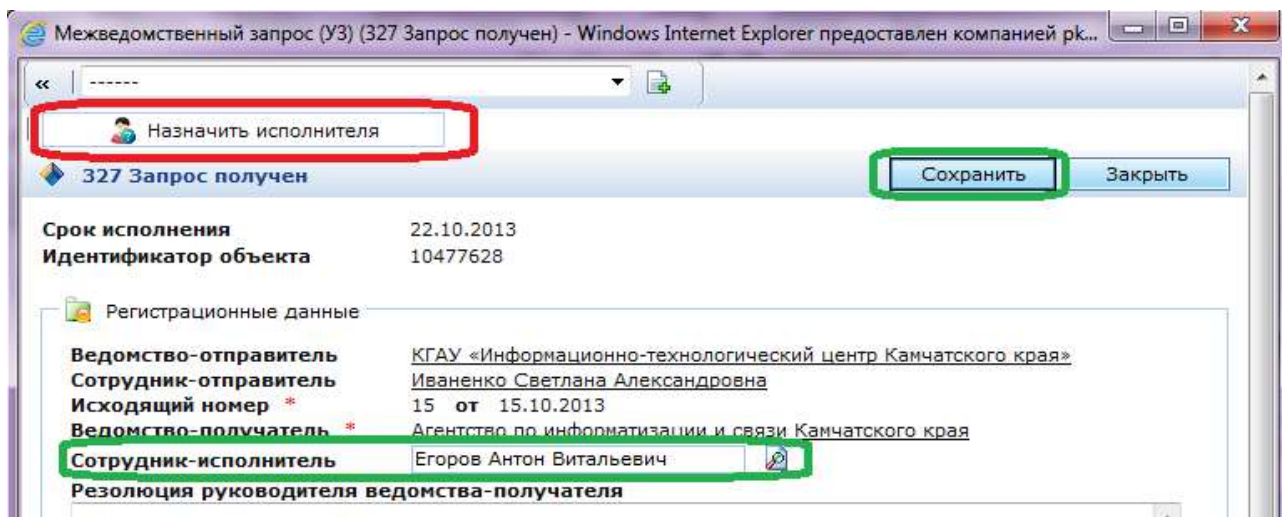 Межведомственный запрос (УЗ) (327 Запрос получен) - Windows Internet Explorer предоставлен компанией pk...
« ------
Назначить исполнителя
327 Запрос получен Сохранить Закрыть
Срок исполнения 22.10.2013
Идентификатор объекта 10477628
Регистрационные данные
Ведомство-отправитель КГАУ «Информационно-технологический центр Камчатского края»
Сотрудник-отправитель Иваненко Светлана Александровна
Исходящий номер * 15 от 15.10.2013
Ведомство-получатель * Агентство по информатизации и связи Камчатского края
Сотрудник-исполнитель Егоров Антон Витальевич
Резолюция руководителя ведомства-получателя